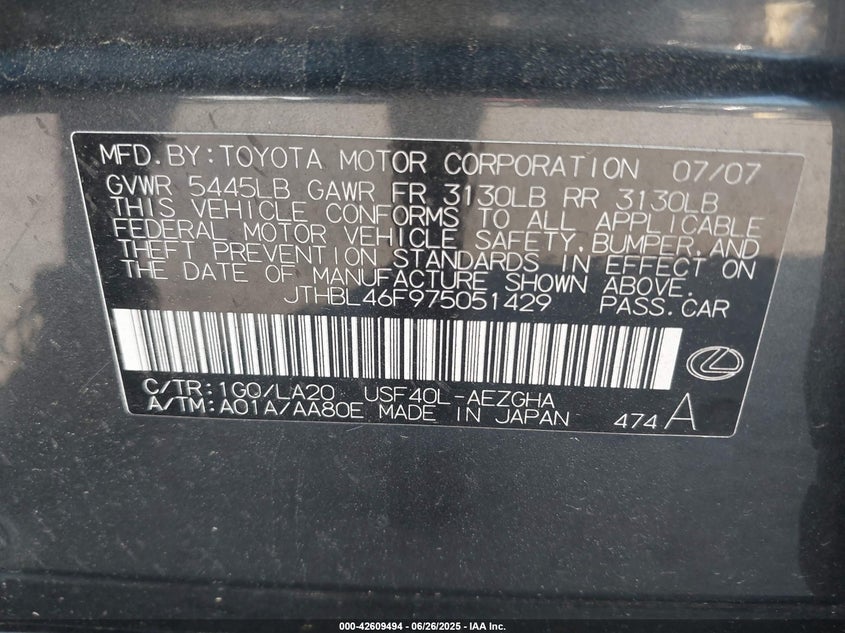 MFD.BY:TOYOTA MOTOR CORPORATION 07/07
GVWR 5445LB GAWR FR 3130LB RR 3130LB
THIS VEHICLE CONFORMS TO ALL APPLICABLE
FEDERAL MOTOR VEHICLE SAFETY,BUMPER,AND
THEFT PREVENTION STANDARDS IN EFFECT ON
THE DATE OF MANUFACTURE SHOWN ABOVE.
JTHBL46F975051429 PASS.CAR
C/TR:1G0/LA20 USF40L-AEZGHA
A/TM:A01A/AA80E MADE IN JAPAN 474A
000-42609494 - 06/26/2025 - IAA Inc.